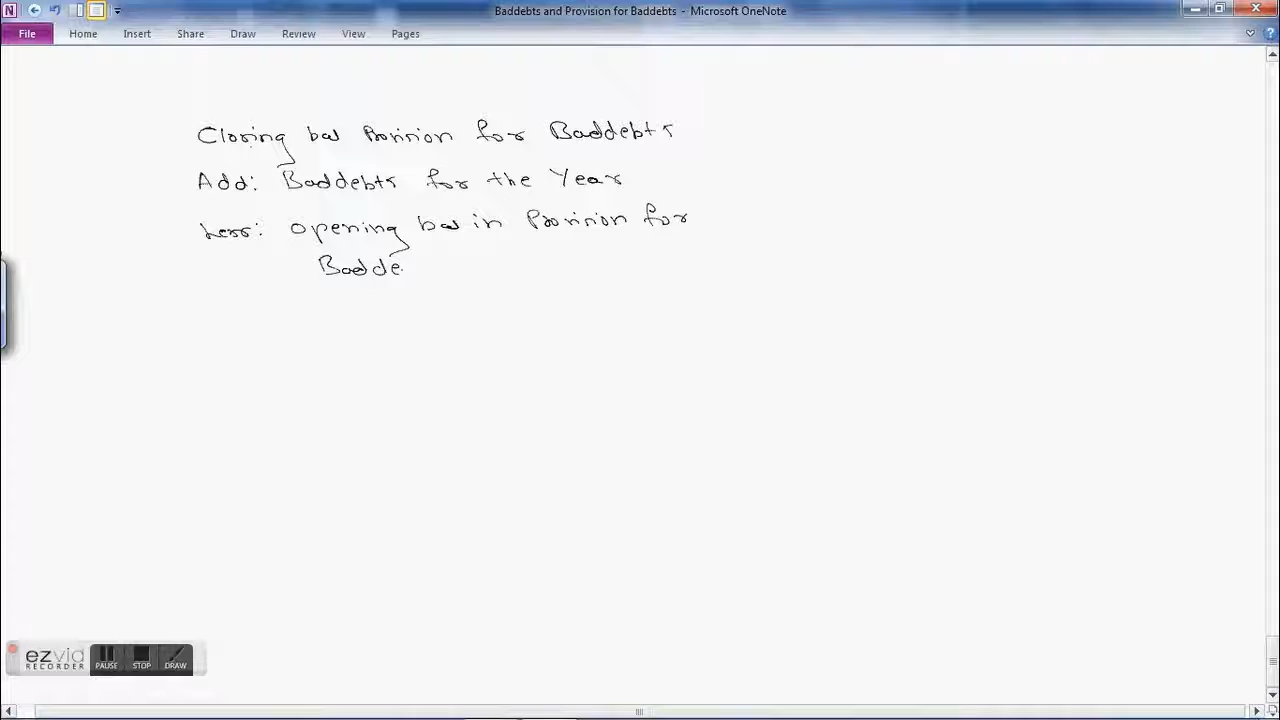 Baddebts and Provision for Baddebts - Microsoft OneNote
File Home Insert Share Draw Review View Pages
Closing bal Provision for Baddebts
Add: Baddebts for the Year
Less: Opening bal in Provision for
Badde
ezvid
RECORDER
PAUSE STOP DRAW